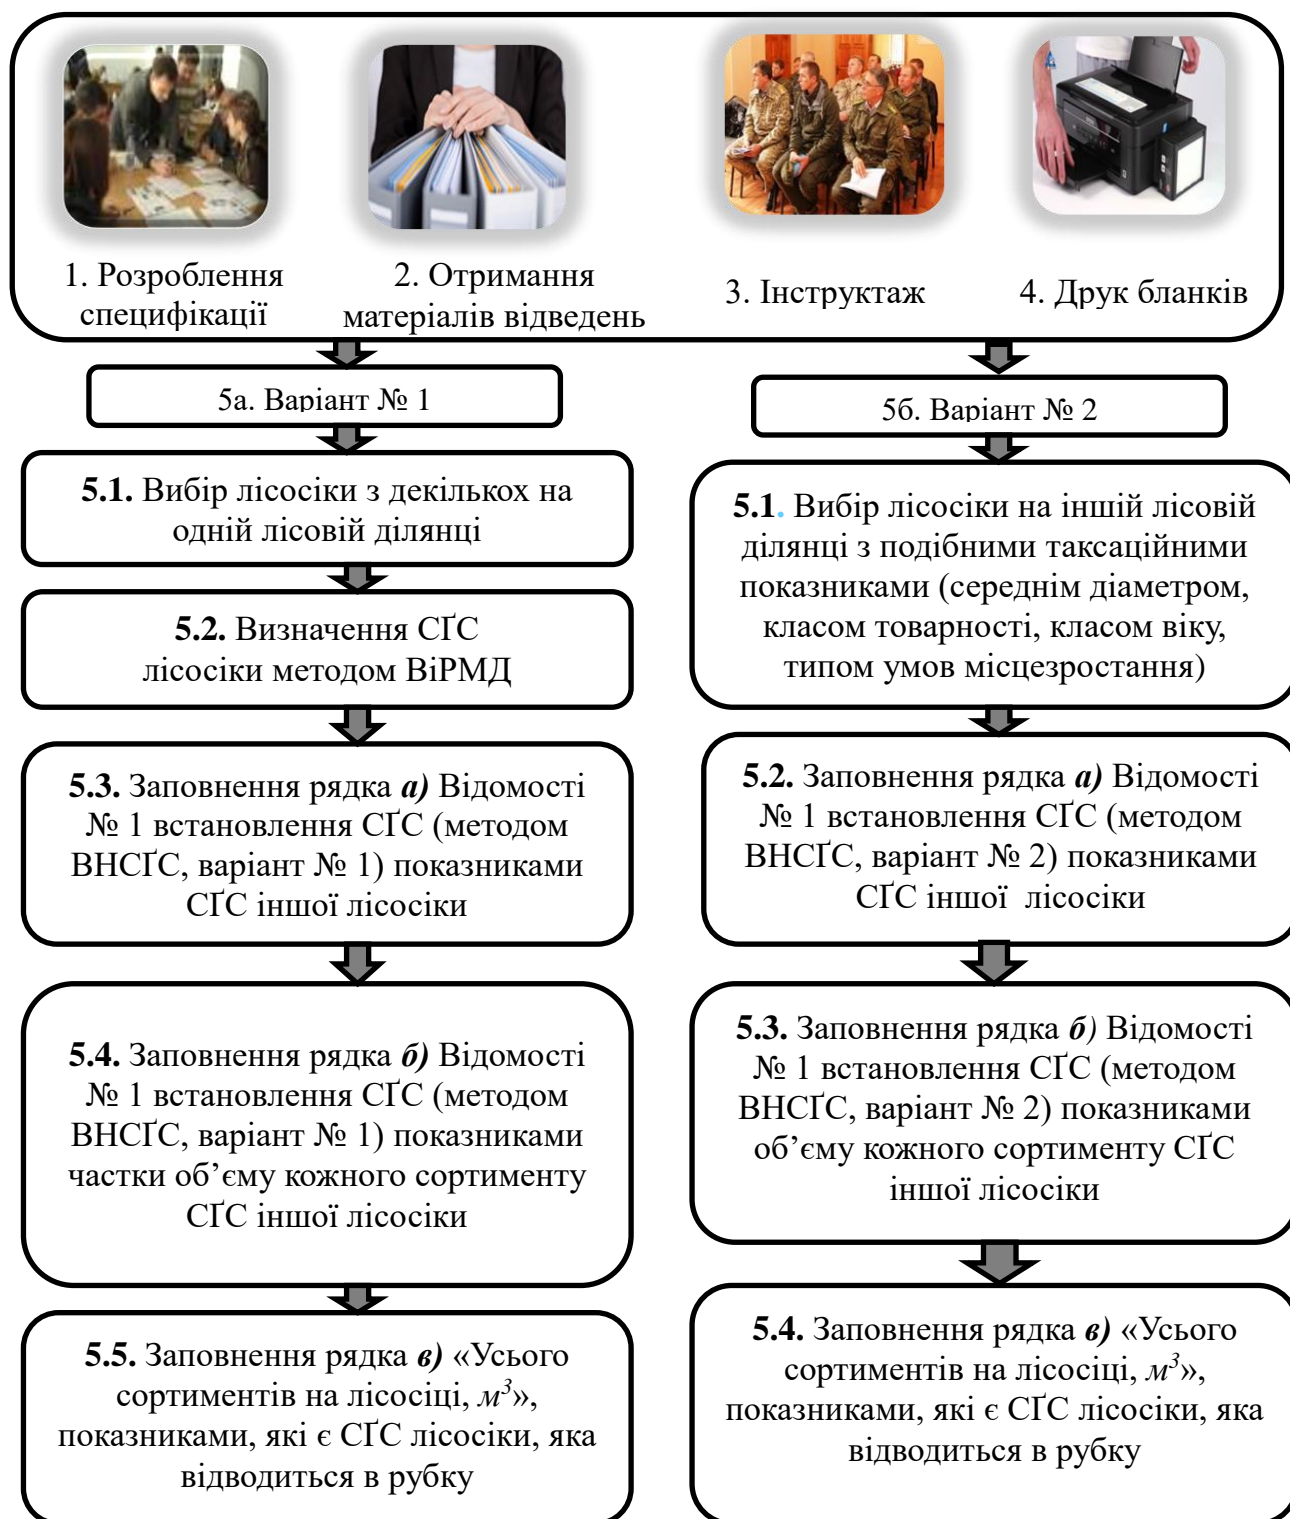 1. Розроблення
специфікації
2. Отримання
матеріалів відведень
3. Інструктаж
4. Друк бланків
5а. Варіант № 1
5.1. Вибір лісосіки з декількох на
одній лісовій ділянці
5.2. Визначення СҐС
лісосіки методом ВіРМД
5.3. Заповнення рядка а) Відомості
№ 1 встановлення СҐС (методом
ВНСҐС, варіант № 1) показниками
СҐС іншої лісосіки
5.4. Заповнення рядка б) Відомості
№ 1 встановлення СҐС (методом
ВНСҐС, варіант № 1) показниками
частки об’єму кожного сортименту
СҐС іншої лісосіки
5.5. Заповнення рядка в) «Усього
сортиментів на лісосіці, м³»,
показниками, які є СҐС лісосіки, яка
відводиться в рубку
5б. Варіант № 2
5.1. Вибір лісосіки на іншій лісовій
ділянці з подібними таксаційними
показниками (середнім діаметром,
класом товарності, класом віку,
типом умов місцезростання)
5.2. Заповнення рядка а) Відомості
№ 1 встановлення СҐС (методом
ВНСҐС, варіант № 2) показниками
СҐС іншої лісосіки
5.3. Заповнення рядка б) Відомості
№ 1 встановлення СҐС (методом
ВНСҐС, варіант № 2) показниками
об’єму кожного сортименту СҐС
іншої лісосіки
5.4. Заповнення рядка в) «Усього
сортиментів на лісосіці, м³»,
показниками, які є СҐС лісосіки, яка
відводиться в рубку